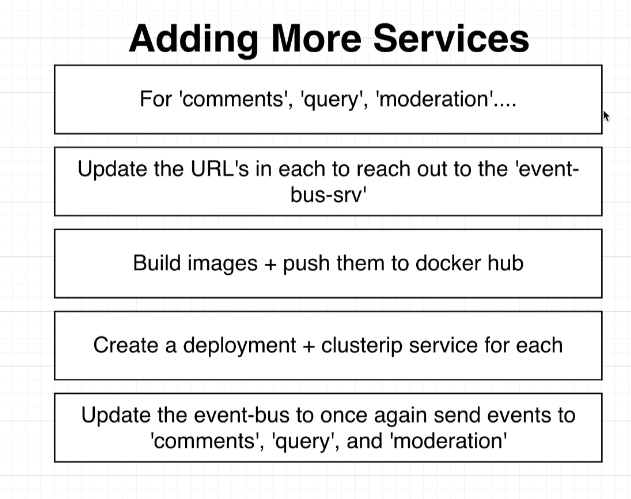 Adding More Services
For 'comments', 'query', 'moderation'....
Update the URL's in each to reach out to the 'event-
bus-srv'
Build images + push them to docker hub
Create a deployment + clusterip service for each
Update the event-bus to once again send events to
'comments', 'query', and 'moderation'